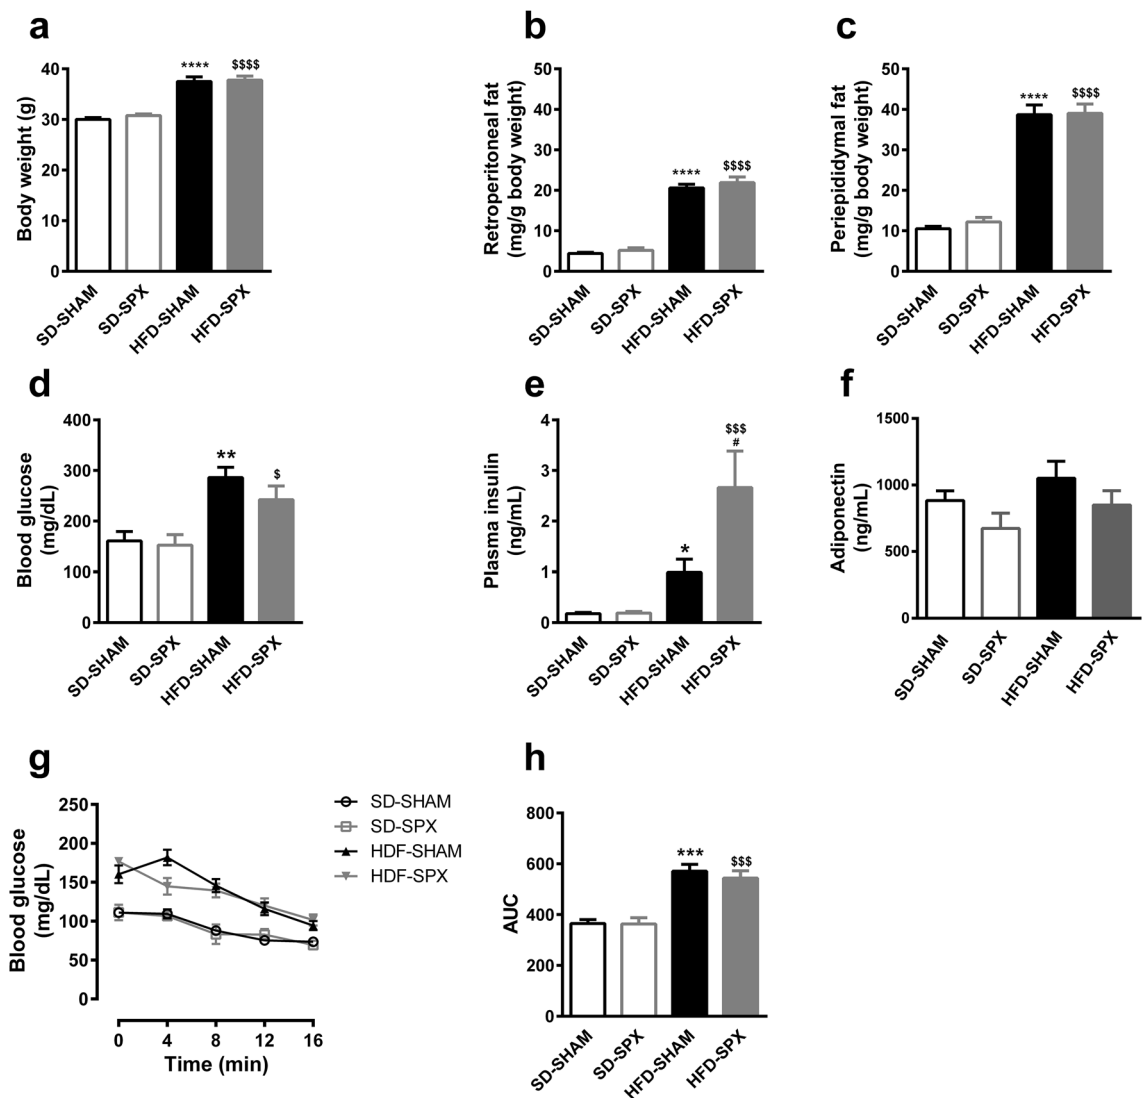 a
Body weight (g)
40
30
20
10
0
****
$$$$
SD-SHAM
SD-SPX
HFD-SHAM
HFD-SPX
b
Retroperitoneal fat
(mg/g body weight)
50
40
30
20
10
0
****
$$$$
SD-SHAM
SD-SPX
HFD-SHAM
HFD-SPX
c
Periepididymal fat
(mg/g body weight)
50
40
30
20
10
0
****
$$$$
SD-SHAM
SD-SPX
HFD-SHAM
HFD-SPX
d
Blood glucose
(mg/dL)
400
300
200
100
0
**
$
SD-SHAM
SD-SPX
HFD-SHAM
HFD-SPX
e
Plasma insulin
(ng/mL)
4
3
2
1
0
*
$$$
#
SD-SHAM
SD-SPX
HFD-SHAM
HFD-SPX
f
Adiponectin
(ng/mL)
1500
1000
500
0
SD-SHAM
SD-SPX
HFD-SHAM
HFD-SPX
g
Blood glucose
(mg/dL)
250
200
150
100
50
0
0 4 8 12 16
Time (min)
SD-SHAM
SD-SPX
HDF-SHAM
HDF-SPX
h
AUC
800
600
400
200
0
***
$$$
SD-SHAM
SD-SPX
HFD-SHAM
HFD-SPX